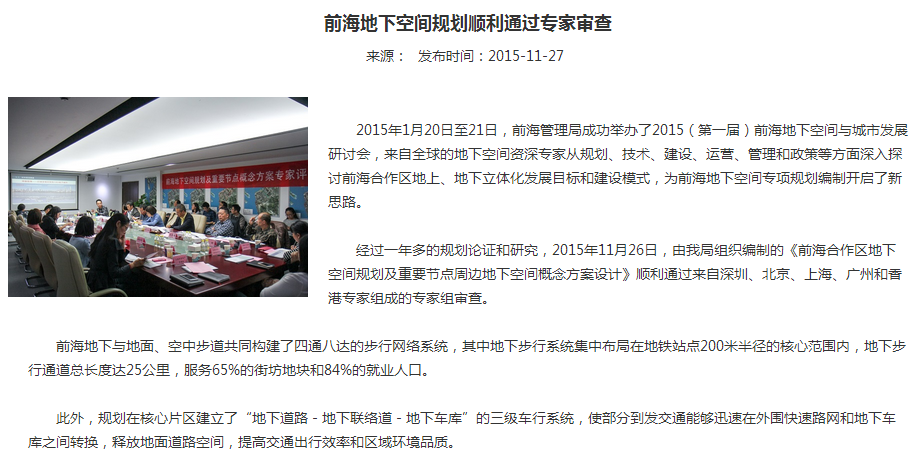 前海地下空间规划顺利通过专家审查
来源： 发布时间：2015-11-27
前海地下空间规划及重要节点概念方案专家评
2015年1月20日至21日，前海管理局成功举办了2015（第一届）前海地下空间与城市发展
研讨会，来自全球的地下空间资深专家从规划、技术、建设、运营、管理和政策等方面深入探
讨前海合作区地上、地下立体化发展目标和建设模式，为前海地下空间专项规划编制开启了新
思路。
经过一年多的规划论证和研究，2015年11月26日，由我局组织编制的《前海合作区地下
空间规划及重要节点周边地下空间概念方案设计》顺利通过来自深圳、北京、上海、广州和香
港专家组成的专家组审查。
前海地下与地面、空中步道共同构建了四通八达的步行网络系统，其中地下步行系统集中布局在地铁站点200米半径的核心范围内，地下步
行通道总长度达25公里，服务65%的街坊地块和84%的就业人口。
此外，规划在核心片区建立了“地下道路－地下联络道－地下车库”的三级车行系统，使部分到发交通能够迅速在外围快速路网和地下车
库之间转换，释放地面道路空间，提高交通出行效率和区域环境品质。